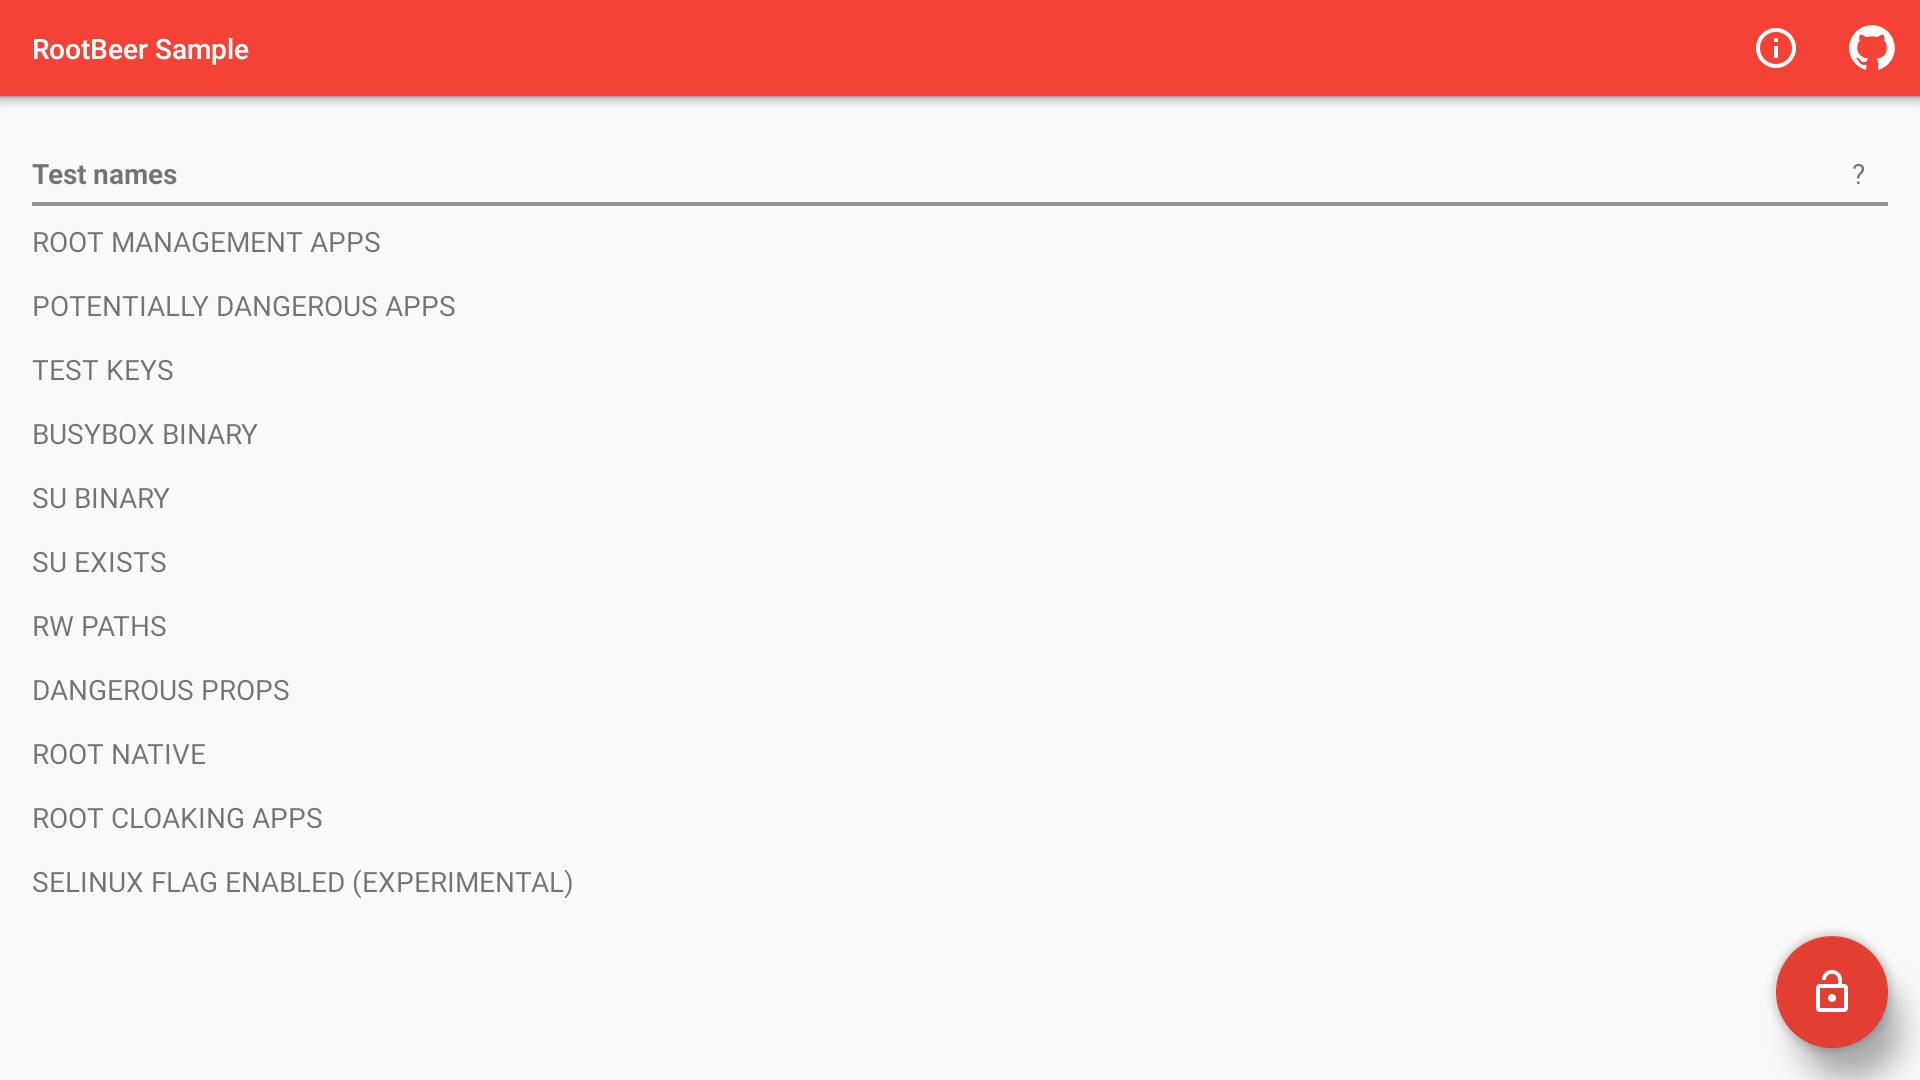 RootBeer Sample
Test names ?
ROOT MANAGEMENT APPS
POTENTIALLY DANGEROUS APPS
TEST KEYS
BUSYBOX BINARY
SU BINARY
SU EXISTS
RW PATHS
DANGEROUS PROPS
ROOT NATIVE
ROOT CLOAKING APPS
SELINUX FLAG ENABLED (EXPERIMENTAL)